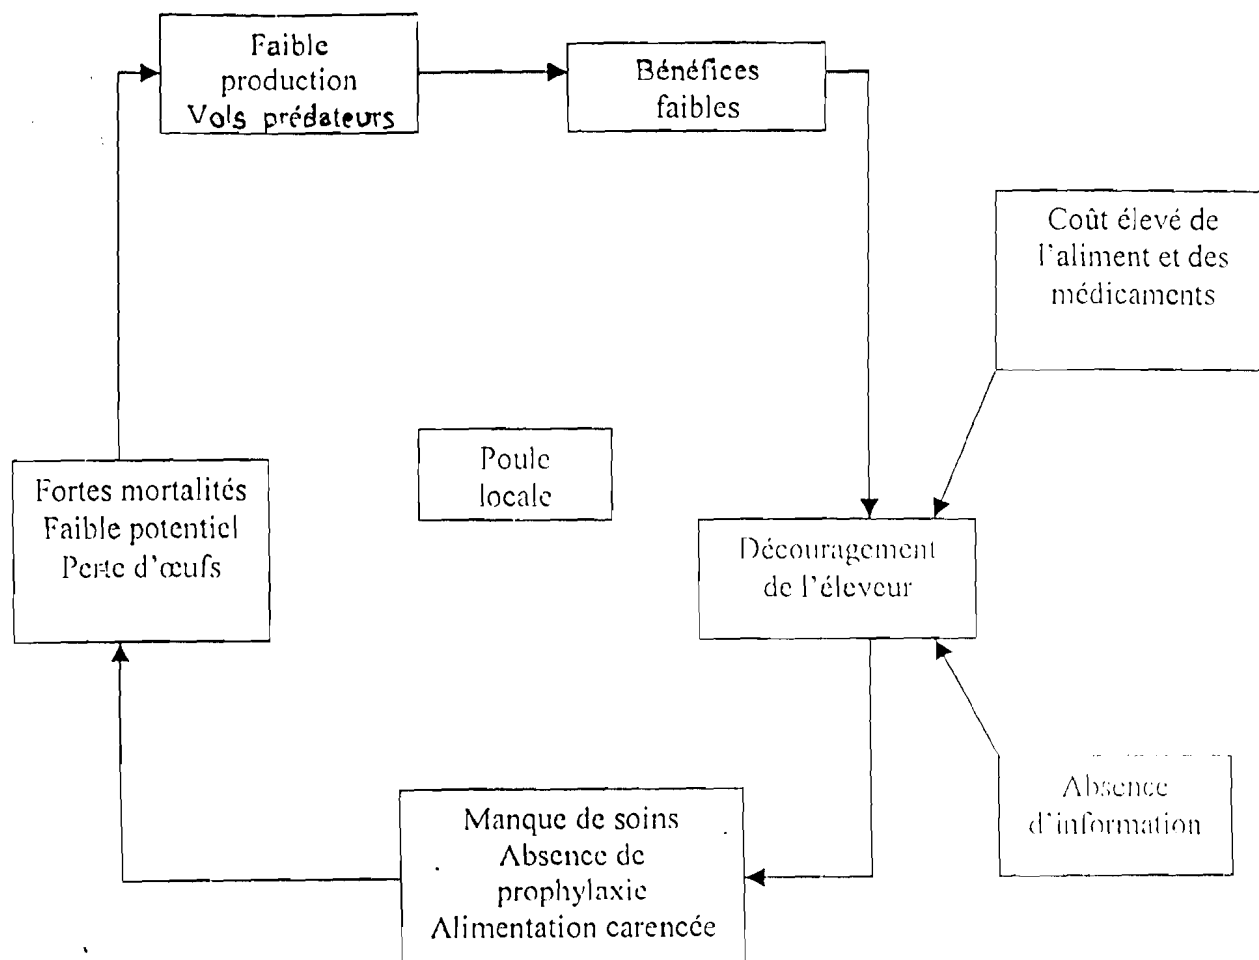 Faible
production
Vols prédateurs
Bénéfices
faibles
Coût élevé de
l'aliment et des
médicaments
Poule
locale
Fortes mortalités
Faible potentiel
Perte d'œufs
Découragement
de l'éleveur
Absence
d'information
Manque de soins
Absence de
prophylaxie
Alimentation carencée